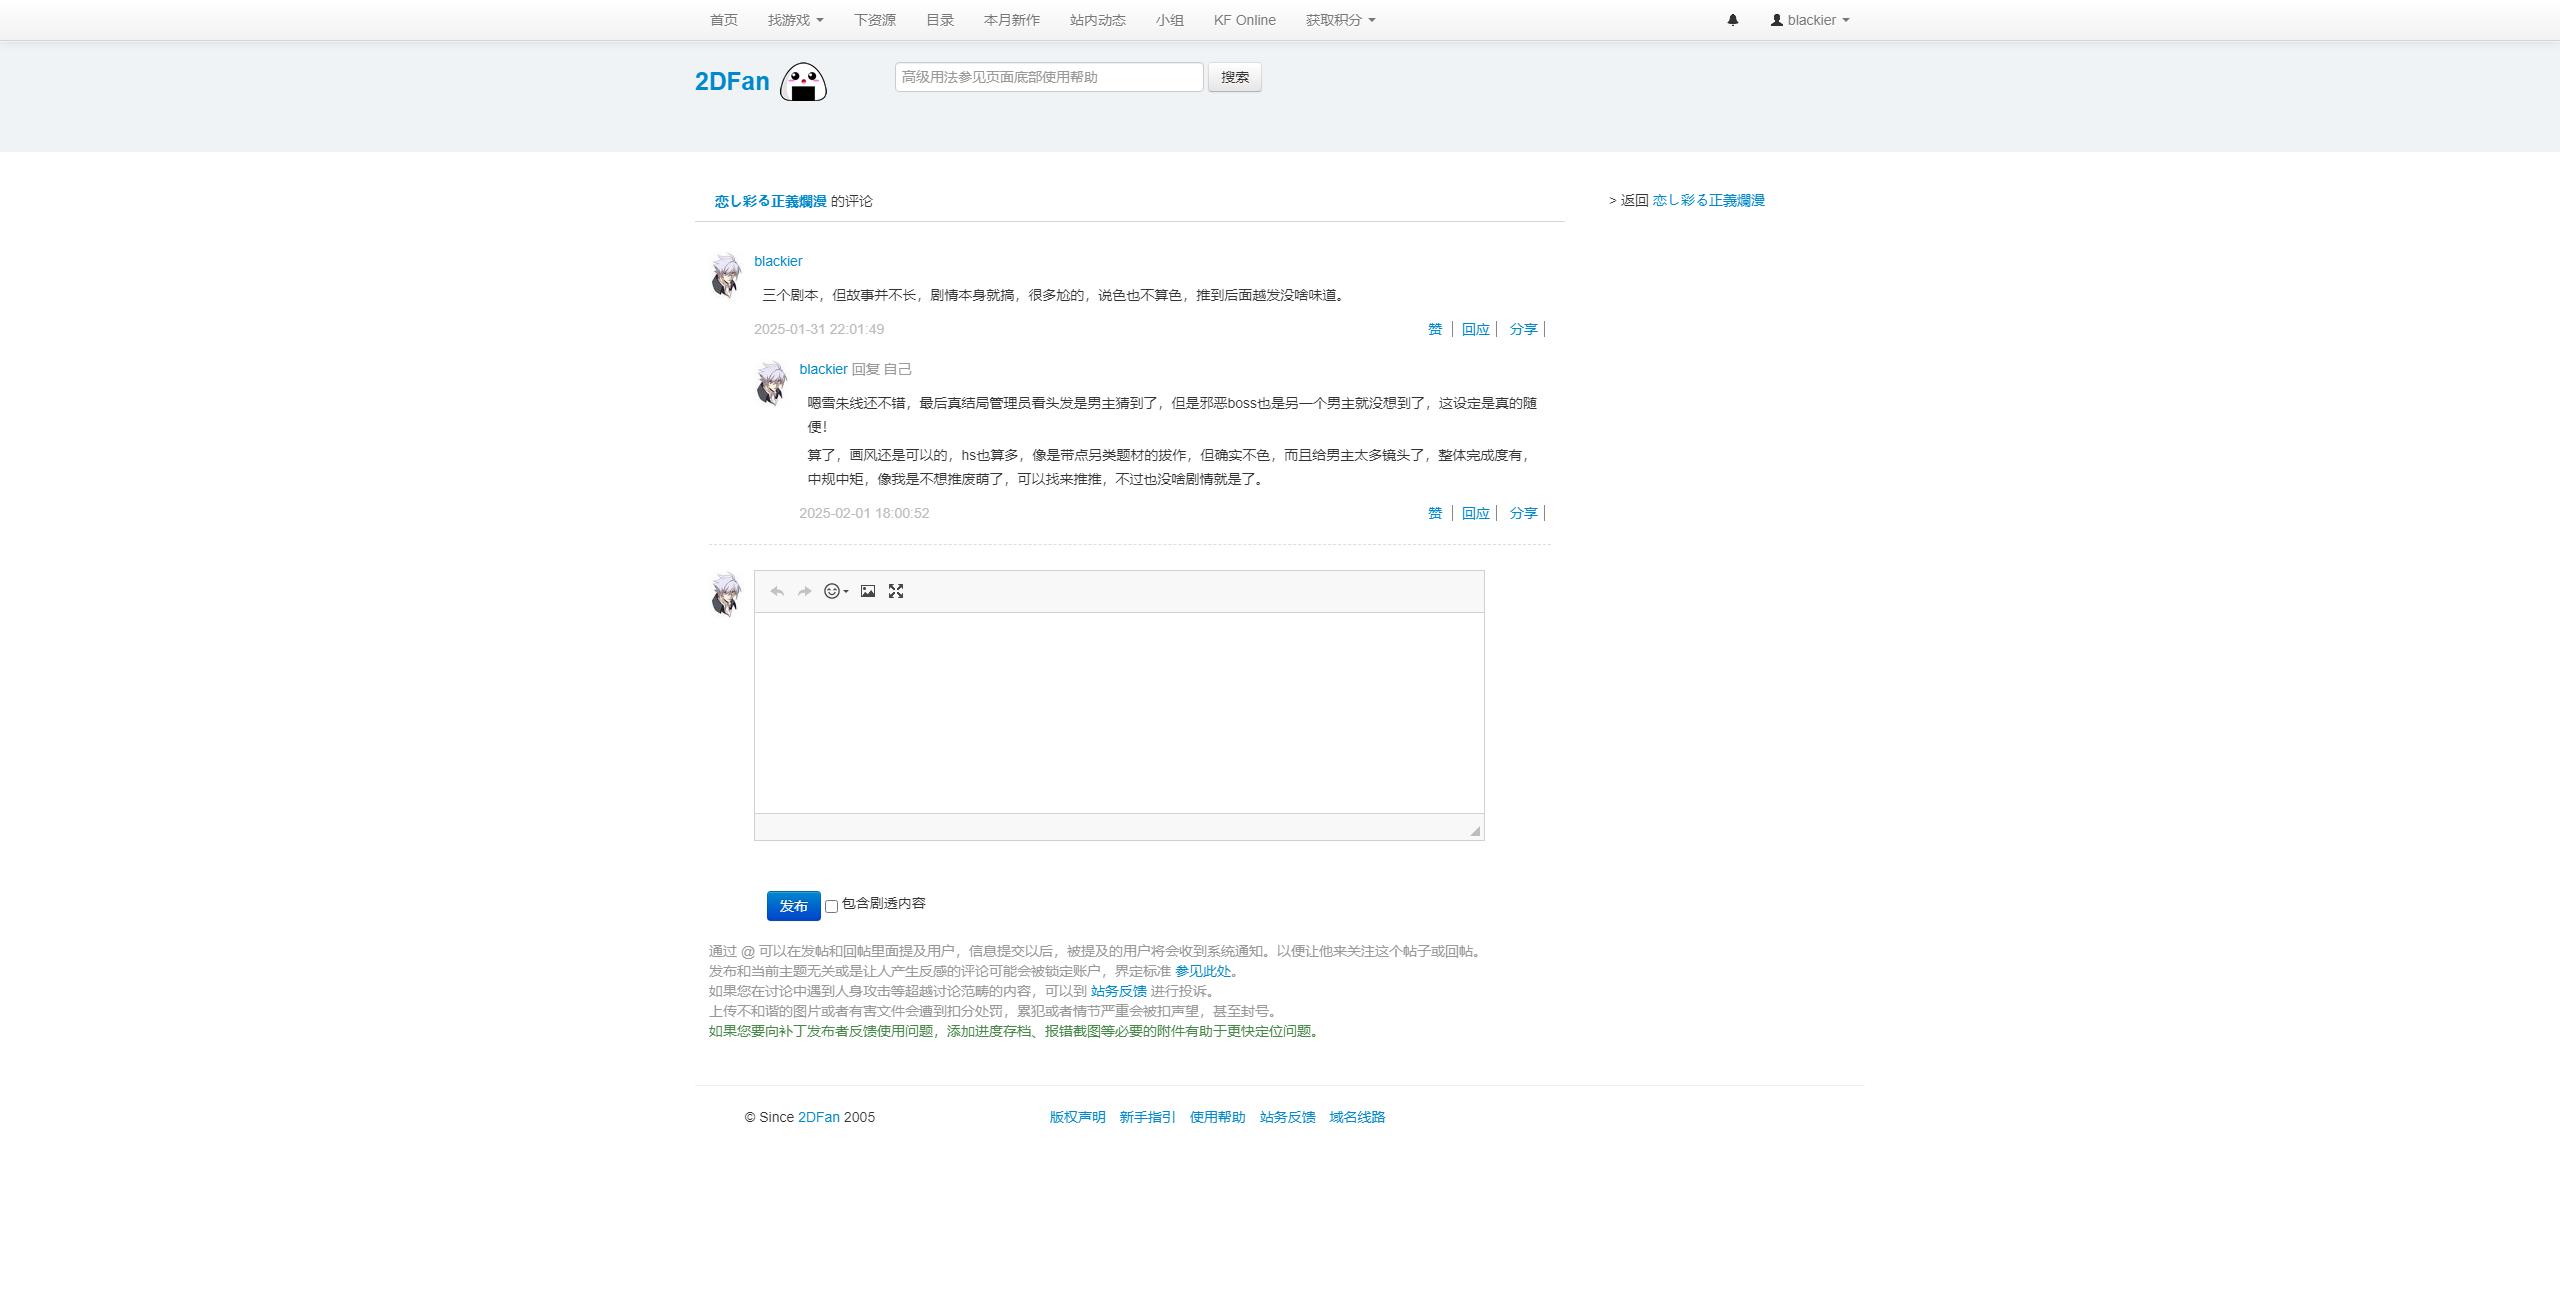 首页 找游戏 下资源 目录 本月新作 站内动态 小组 KF Online 获取积分 blackier
2DFan 高级用法参见页面底部使用帮助 搜索
恋し彩る正義爛漫 的评论
> 返回 恋し彩る正義爛漫
blackier
三个剧本，但故事并不长，剧情本身就搞，很多尬的，说色也不算色，推到后面越发没啥味道。
2025-01-31 22:01:49 赞 回应 分享
blackier 回复 自己
嗯雪朱线还不错，最后真结局管理员看头发是男主猜到了，但是邪恶boss也是另一个男主就没想到了，这设定是真的随
便！
算了，画风还是可以的，hs也算多，像是带点另类题材的拔作，但确实不色，而且给男主太多镜头了，整体完成度有，
中规中矩，像我是不想推废萌了，可以找来推推，不过也没啥剧情就是了。
2025-02-01 18:00:52 赞 回应 分享
发布 包含剧透内容
通过 @ 可以在发帖和回帖里面提及用户，信息提交以后，被提及的用户将会收到系统通知。以便让他来关注这个帖子或回帖。
发布和当前主题无关或是让人产生反感的评论可能会被锁定账户，界定标准 参见此处。
如果您在讨论中遇到人身攻击等超越讨论范畴的内容，可以到 站务反馈 进行投诉。
上传不和谐的图片或者有害文件会遭到扣分处罚，累犯或者情节严重会被扣声望，甚至封号。
如果您要向补丁发布者反馈使用问题，添加进度存档、报错截图等必要的附件有助于更快定位问题。
© Since 2DFan 2005 版权声明 新手指引 使用帮助 站务反馈 域名线路